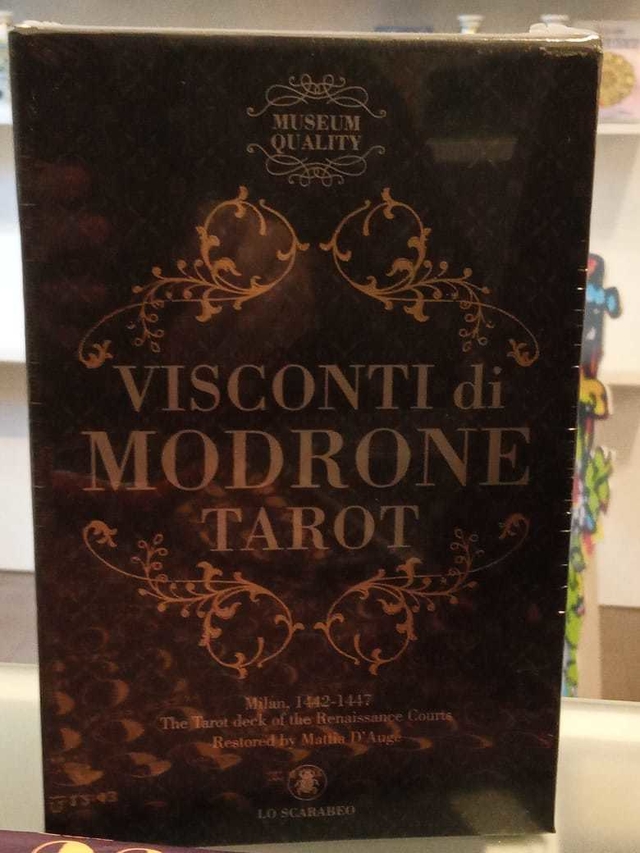 MUSEUM
QUALITY
VISCONTI di
MODRONE
TAROT
Milan, 1442-1447
The Tarot deck of the Renaissance Courts
Restored by Mattia D'Auge
LO SCARABEO